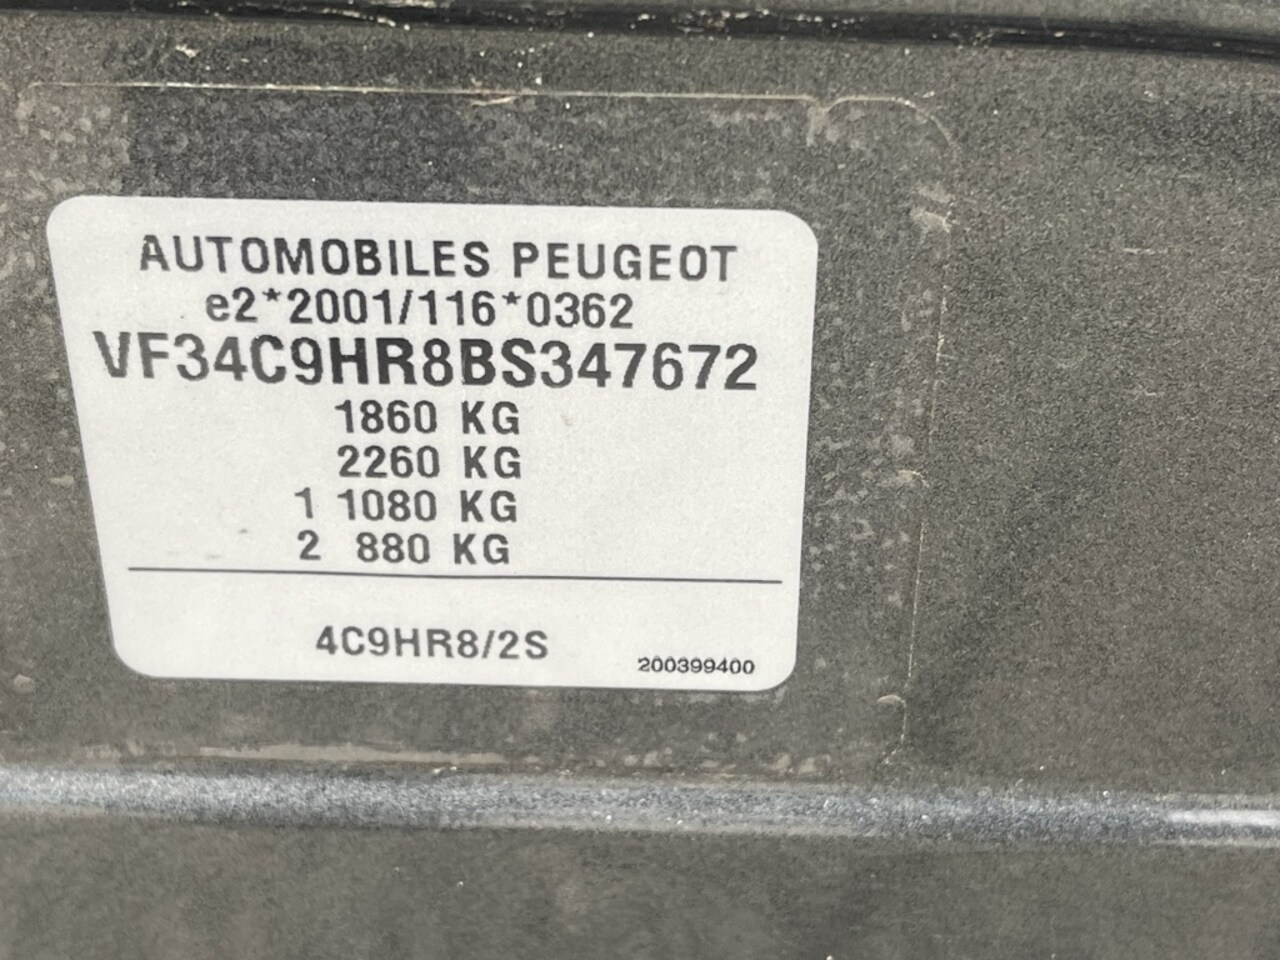 AUTOMOBILES PEUGEOT
e2*2001/116*0362
VF34C9HR8BS347672
1860 KG
2260 KG
1 1080 KG
2 880 KG
4C9HR8/2S
200399400